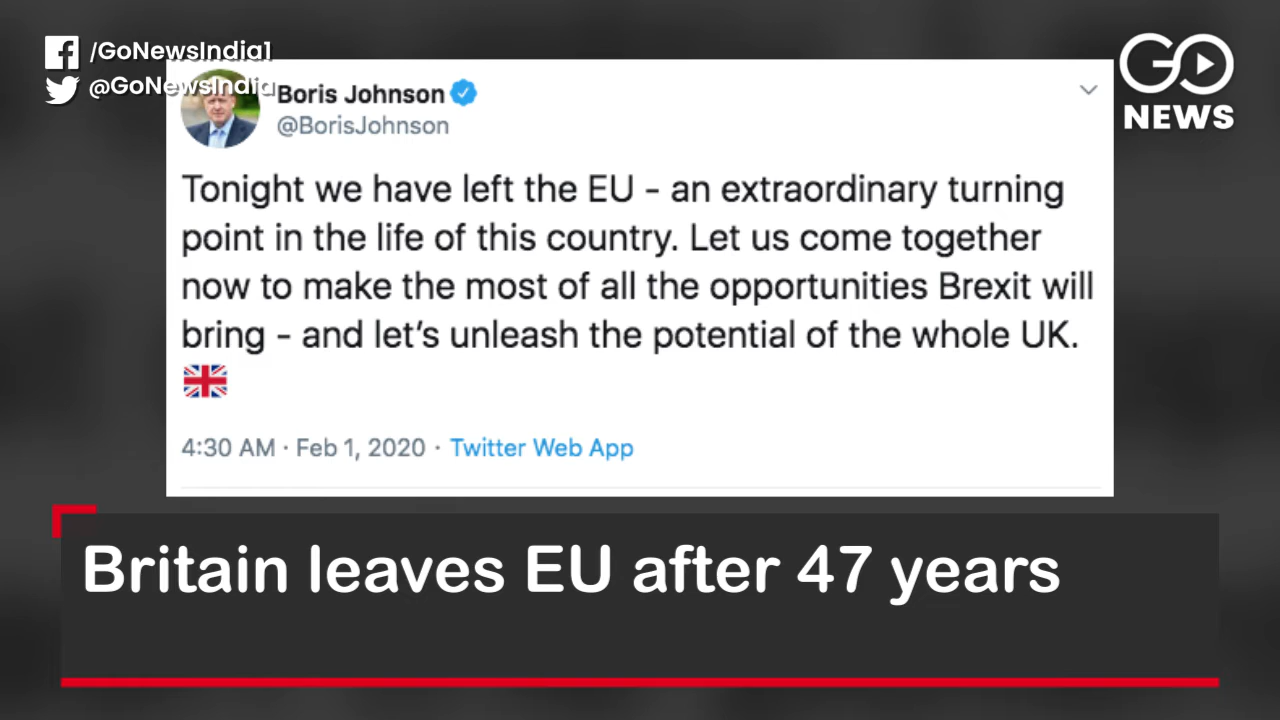 /GoNewsIndia1
@GoNewsIndia
GO
NEWS
Boris Johnson
@BorisJohnson
Tonight we have left the EU - an extraordinary turning
point in the life of this country. Let us come together
now to make the most of all the opportunities Brexit will
bring - and let's unleash the potential of the whole UK.
4:30 AM · Feb 1, 2020 · Twitter Web App
Britain leaves EU after 47 years